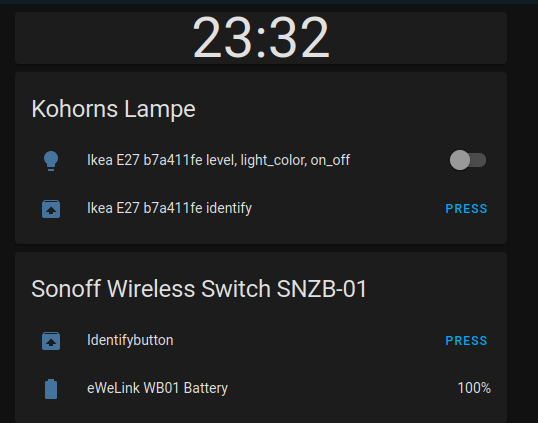 23:32
Kohorns Lampe
Ikea E27 b7a411fe level, light_color, on_off
Ikea E27 b7a411fe identify PRESS
Sonoff Wireless Switch SNZB-01
Identifybutton PRESS
eWeLink WB01 Battery 100%